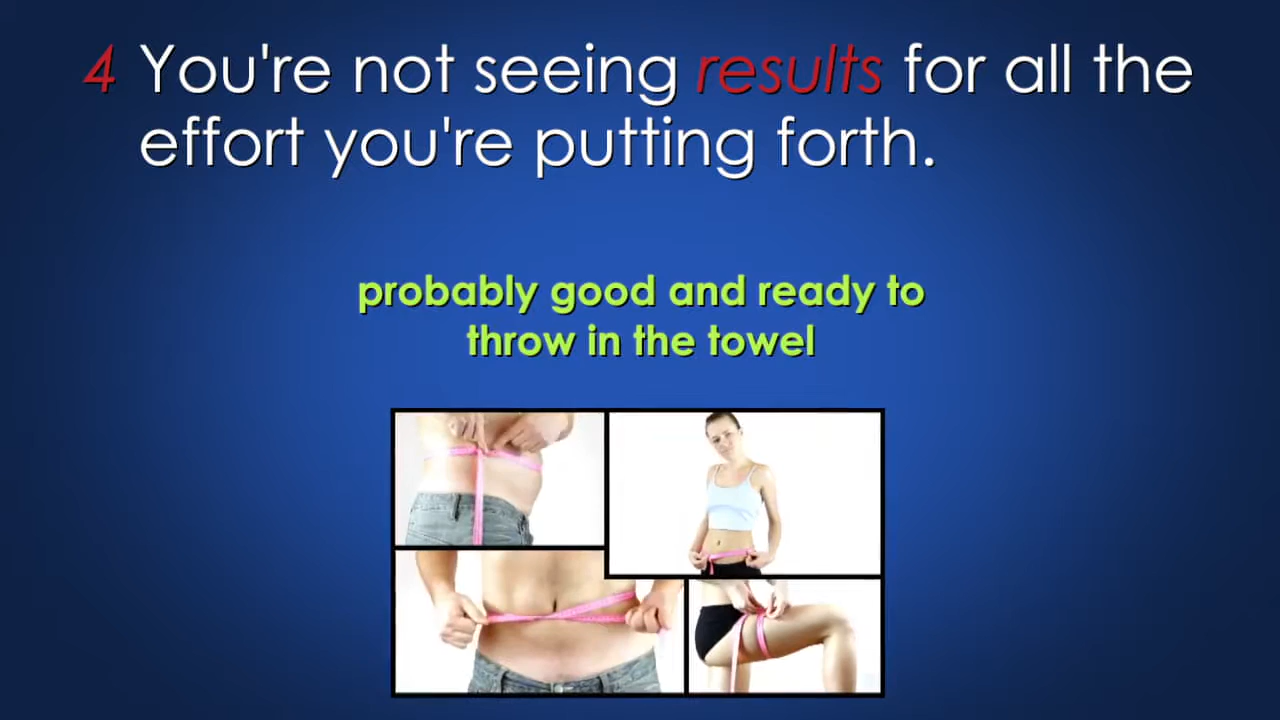 4 You're not seeing results for all the
effort you're putting forth.
probably good and ready to
throw in the towel